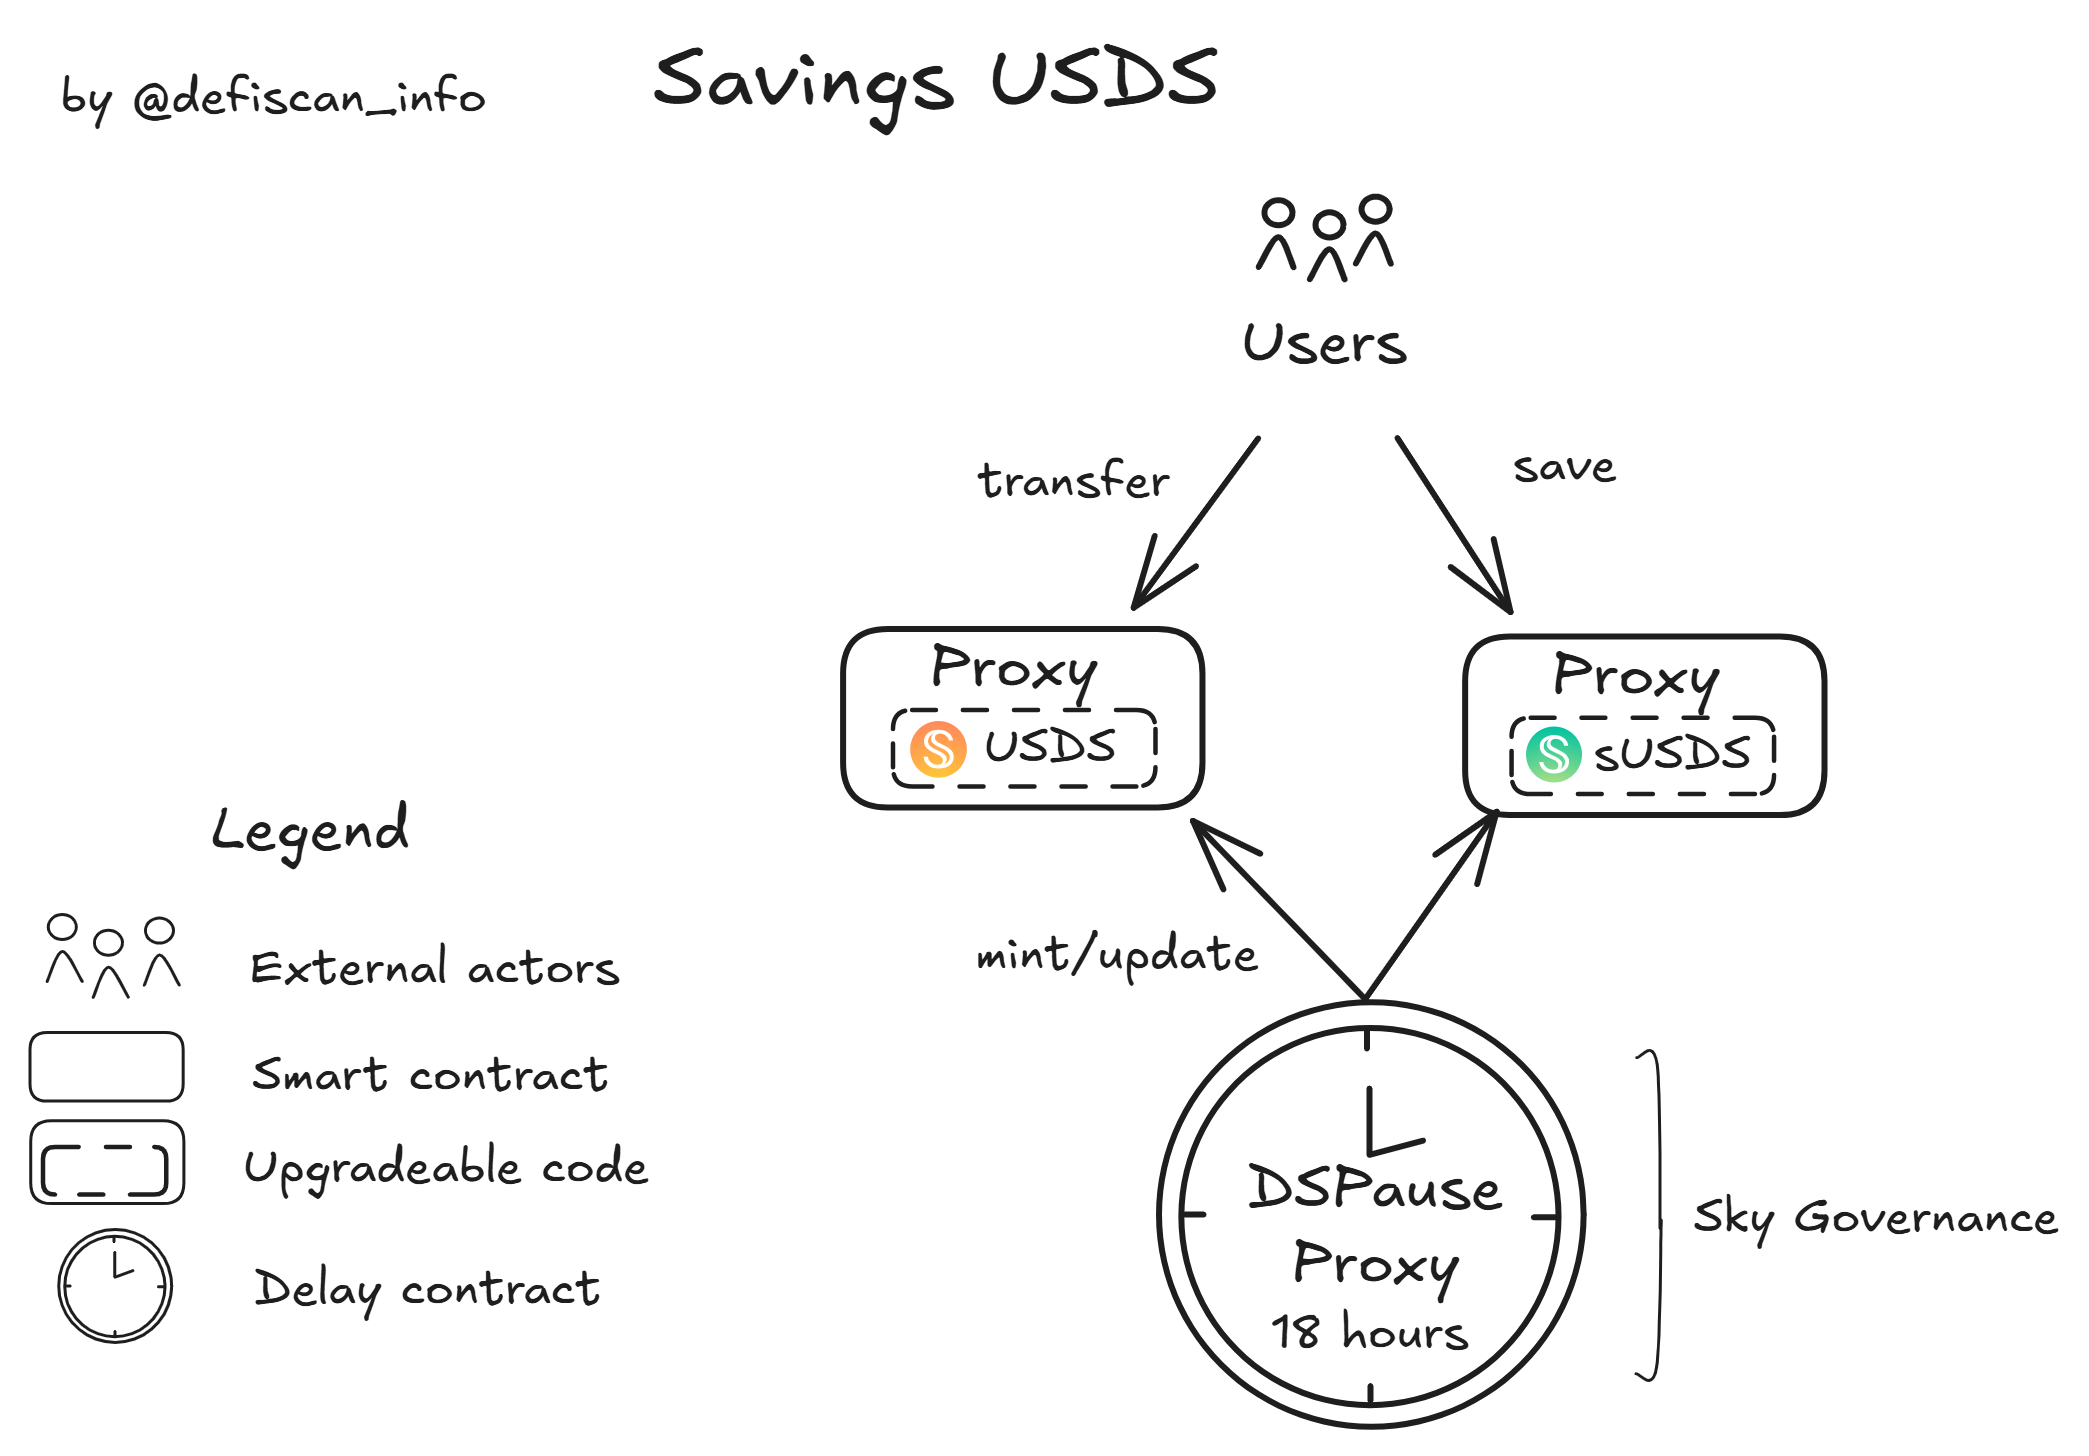 by @defiscan_info
Savings USDS
Users
transfer
save
Proxy
USDS
Proxy
sUSDS
mint/update
DSPause
Proxy
18 hours
Sky Governance
Legend
External actors
Smart contract
Upgradeable code
Delay contract